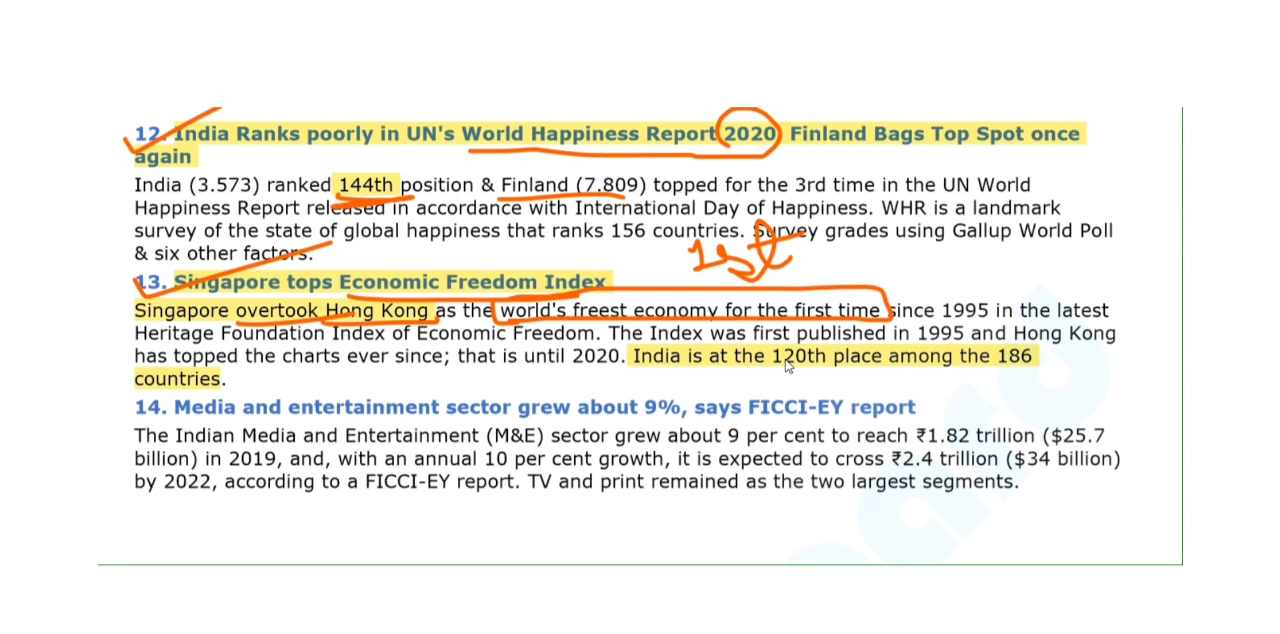 12. India Ranks poorly in UN's World Happiness Report 2020; Finland Bags Top Spot once
again
India (3.573) ranked 144th position & Finland (7.809) topped for the 3rd time in the UN World
Happiness Report released in accordance with International Day of Happiness. WHR is a landmark
survey of the state of global happiness that ranks 156 countries. Survey grades using Gallup World Poll
& six other factors.
1st
13. Singapore tops Economic Freedom Index
Singapore overtook Hong Kong as the world's freest economy for the first time since 1995 in the latest
Heritage Foundation Index of Economic Freedom. The Index was first published in 1995 and Hong Kong
has topped the charts ever since; that is until 2020. India is at the 120th place among the 186
countries.
14. Media and entertainment sector grew about 9%, says FICCI-EY report
The Indian Media and Entertainment (M&E) sector grew about 9 per cent to reach ₹1.82 trillion ($25.7
billion) in 2019, and, with an annual 10 per cent growth, it is expected to cross ₹2.4 trillion ($34 billion)
by 2022, according to a FICCI-EY report. TV and print remained as the two largest segments.